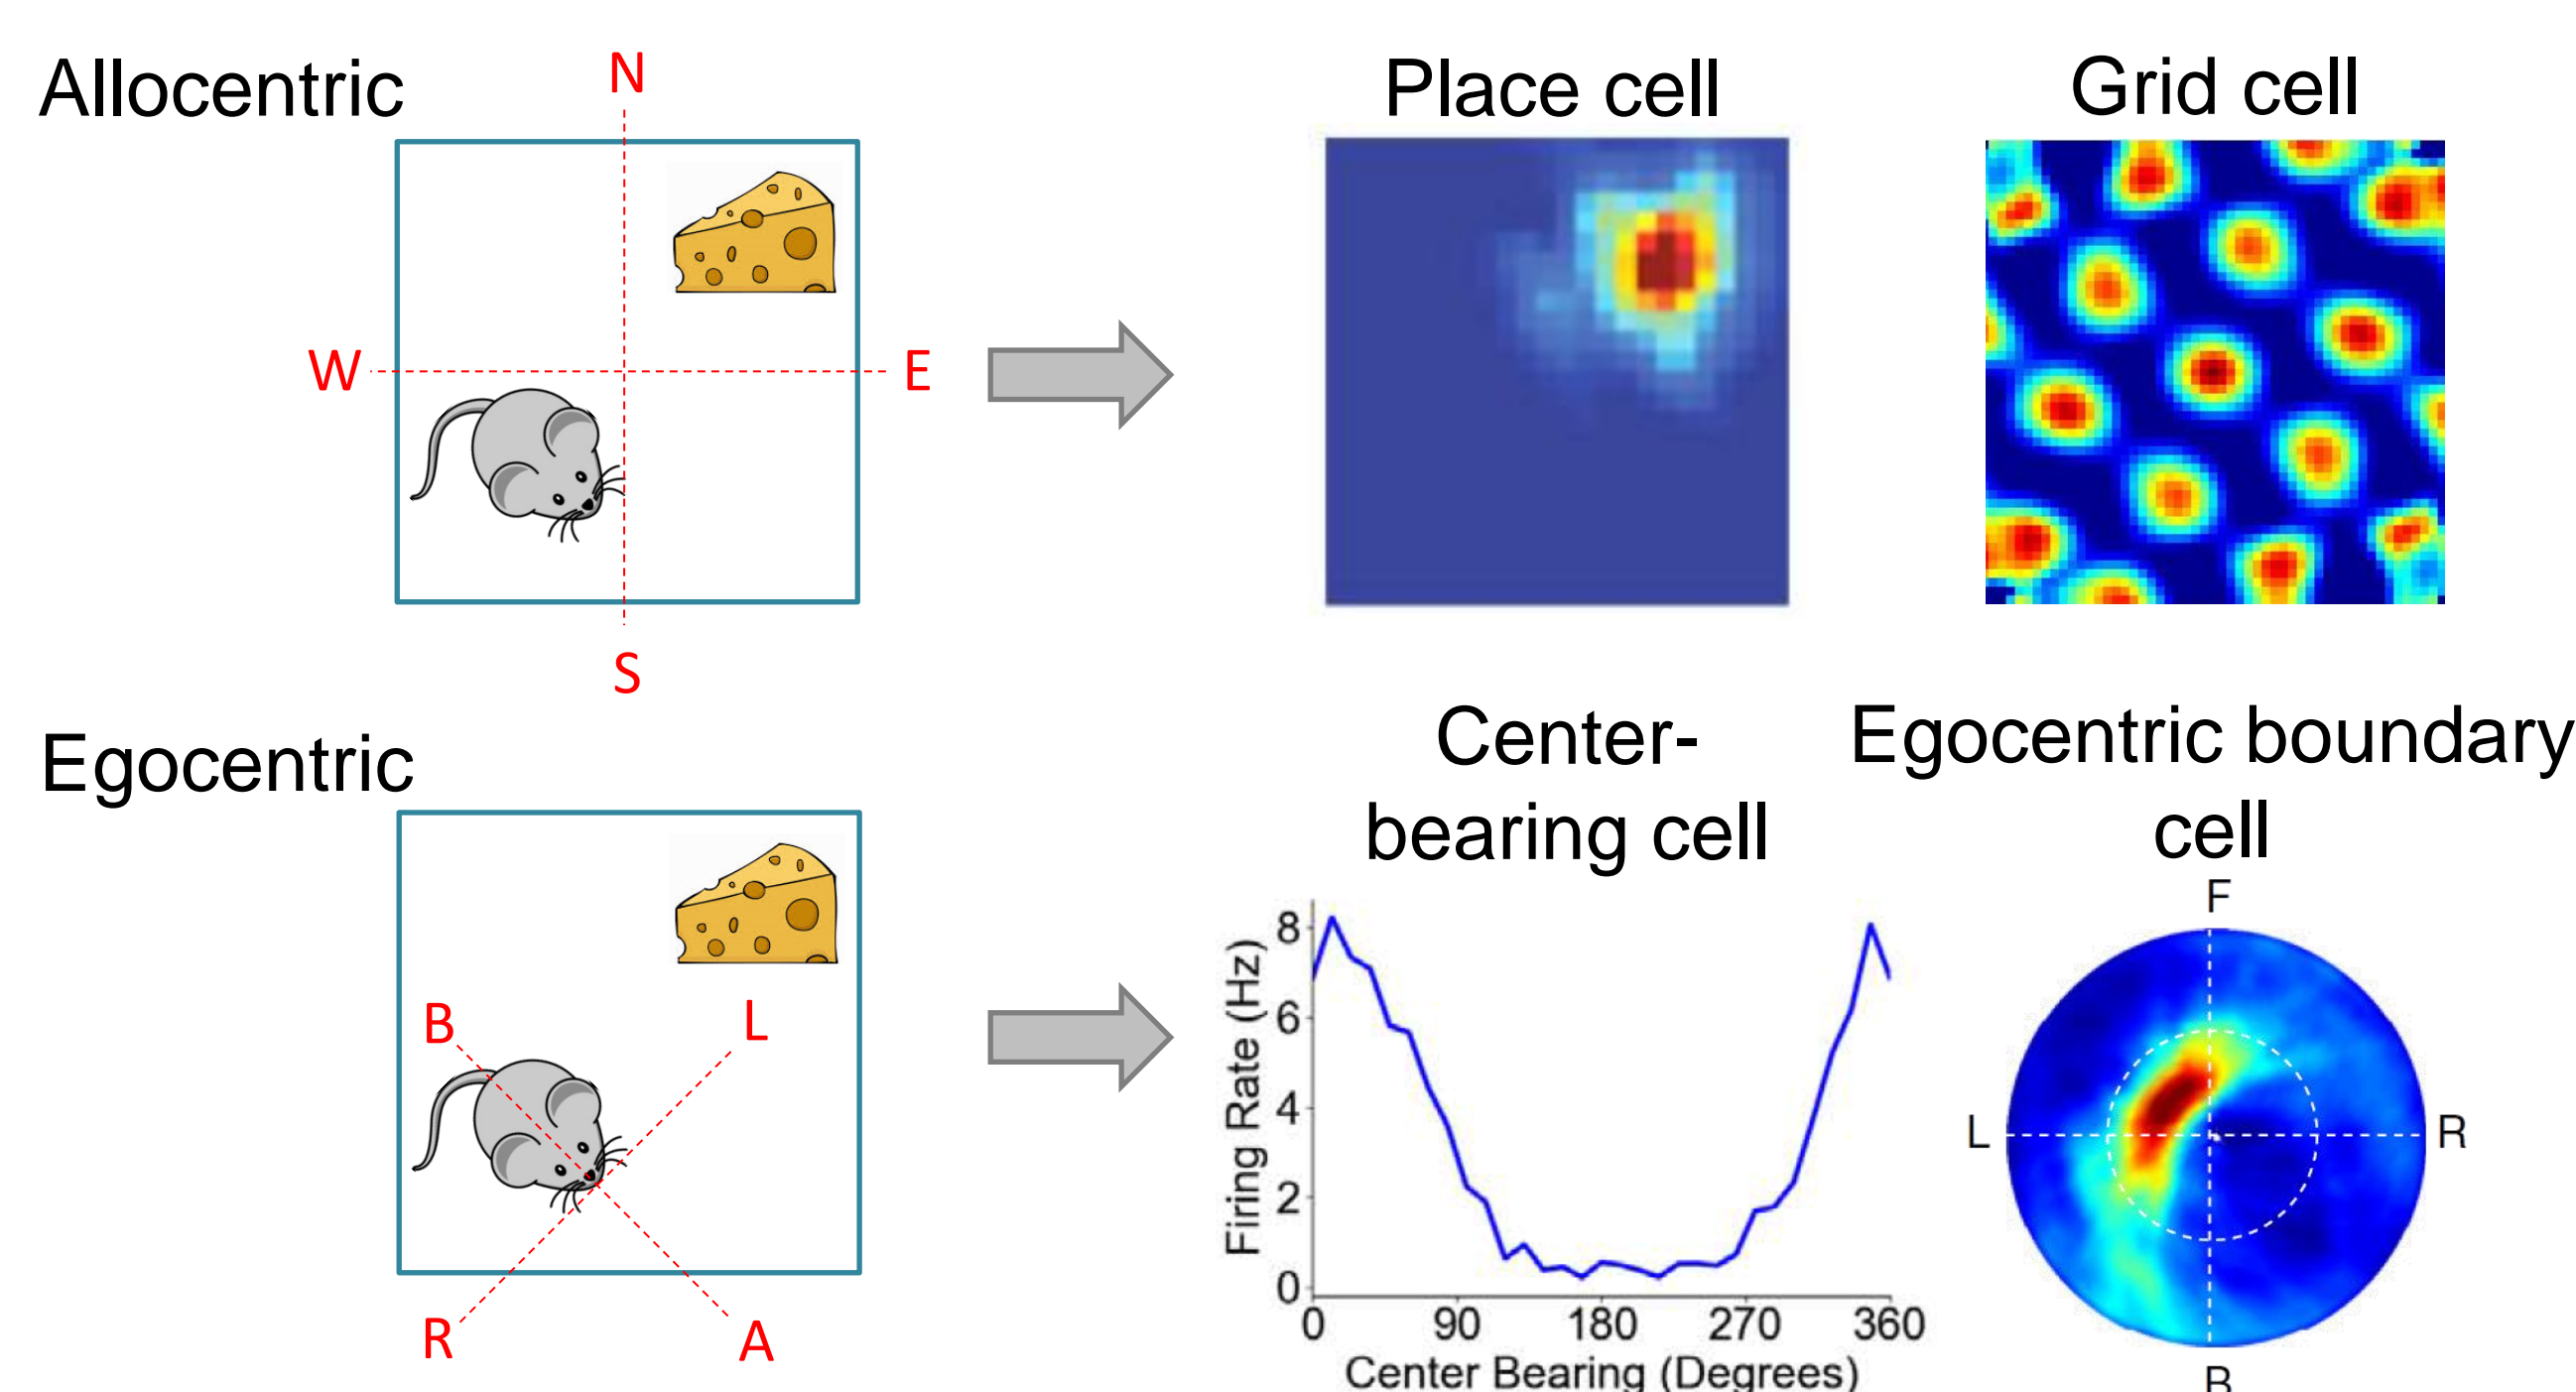 Allocentric
N
W
E
S
Place cell
Grid cell
Egocentric
B
L
R
A
Center-
bearing cell
Firing Rate (Hz)
8
6
4
2
0
0 90 180 270 360
Center Bearing (Degrees)
Egocentric boundary
cell
F
L
R
B